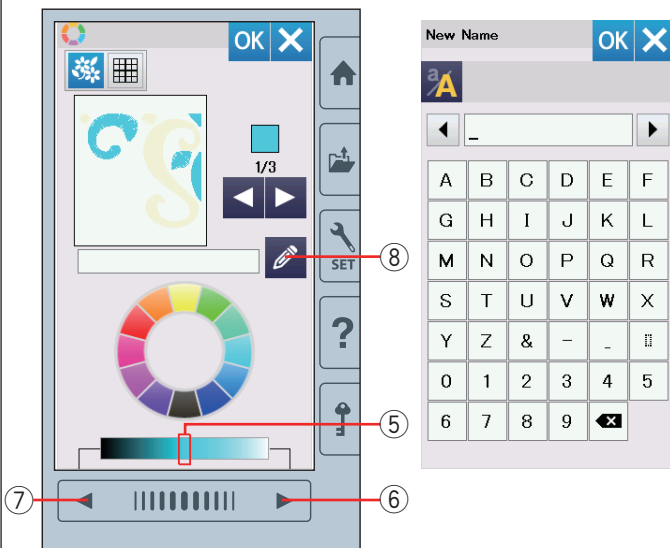 OK X
1/3
SET
?
⑧
⑤
⑦
⑥
New Name
OK X
a/A
_
A B C D E F
G H I J K L
M N O P Q R
S T U V W X
Y Z & - _ ▯
0 1 2 3 4 5
6 7 8 9